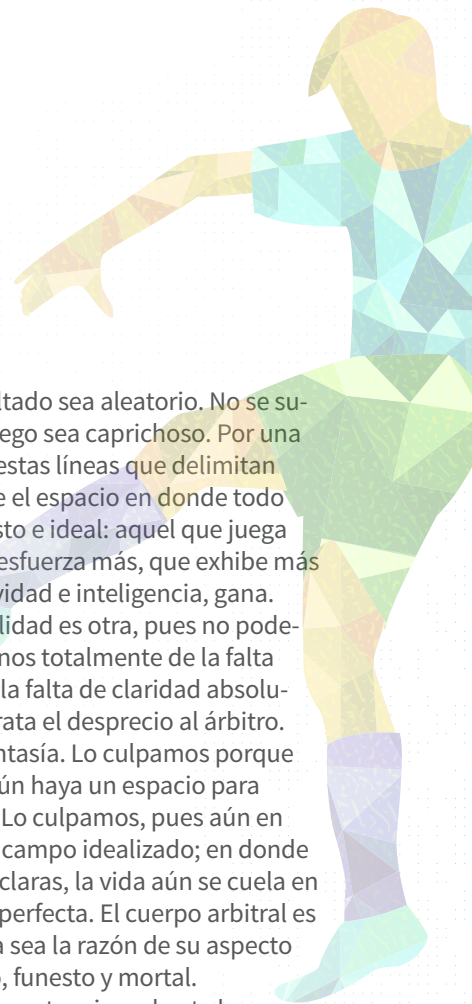 ltado sea aleatorio. No se su-
ego sea caprichoso. Por una
estas líneas que delimitan
e el espacio en donde todo
sto e ideal: aquel que juega
esfuerza más, que exhibe más
vidad e inteligencia, gana.
lidad es otra, pues no pode-
nos totalmente de la falta
la falta de claridad absolu-
rata el desprecio al árbitro.
ntasía. Lo culpamos porque
ún haya un espacio para
Lo culpamos, pues aún en
campo idealizado; en donde
claras, la vida aún se cuela en
perfecta. El cuerpo arbitral es
a sea la razón de su aspecto
o, funesto y mortal.